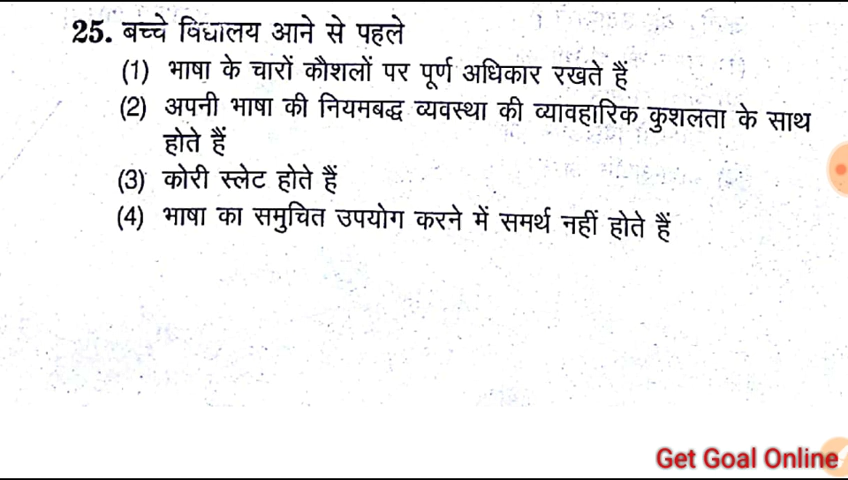 25. बच्चे विद्यालय आने से पहले
(1) भाषा के चारों कौशलों पर पूर्ण अधिकार रखते हैं
(2) अपनी भाषा की नियमबद्ध व्यवस्था की व्यावहारिक कुशलता के साथ
होते हैं
(3) कोरी स्लेट होते हैं
(4) भाषा का समुचित उपयोग करने में समर्थ नहीं होते हैं
Get Goal Online